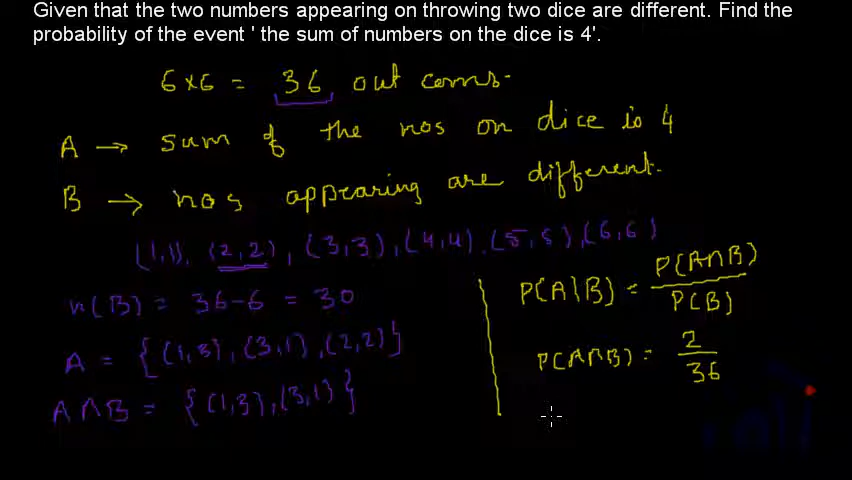 Given that the two numbers appearing on throwing two dice are different. Find the
probability of the event ' the sum of numbers on the dice is 4'.
6×6 = 36 out coms.
A → sum of the nos on dice is 4
B → nos appearing are different.
(1,1), (2,2), (3,3), (4,4), (5,5), (6,6)
n(B) = 36-6 = 30
A = {(1,3), (3,1), (2,2)}
A∩B = {(1,3), (3,1)}
P(A|B) = P(A∩B) / P(B)
P(A∩B) = 2 / 36